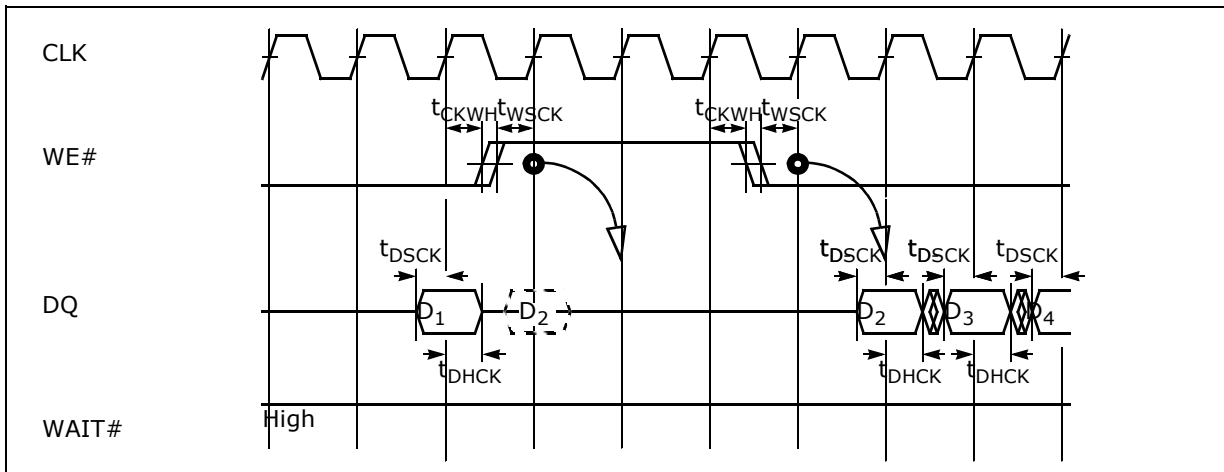 CLK
tCKWH tWSCK tCKWH tWSCK
WE#
tDSCK tDSCK tDSCK tDSCK
DQ D1 D2 D2 D3 D4
tDHCK tDHCK tDHCK
High
WAIT#